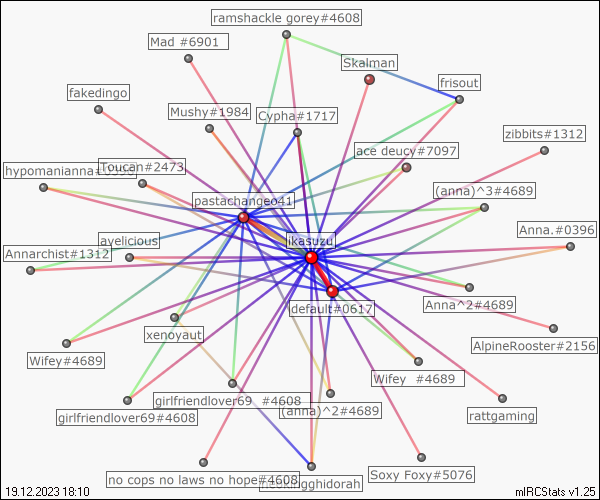 ramshackle gorey#4608
Mad #6901
Skalman
frisout
fakedingo
Mushy#1984
Cypha#1717
zibbits#1312
ace deucy#7097
hypomanianna#0996
Toucan#2473
(anna)^3#4689
pastachangeo41
Anna.#0396
ikasuzu
ayelicious
Annarchist#1312
Anna^2#4689
default#0617
xenoyaut
AlpineRooster#2156
Wifey#4689
Wifey #4689
girlfriendlover69 #4608
(anna)^2#4689
rattgaming
girlfriendlover69#4608
no cops no laws no hope#4608
Soxy Foxy#5076
19.12.2023 18:10
mIRCStats v1.25